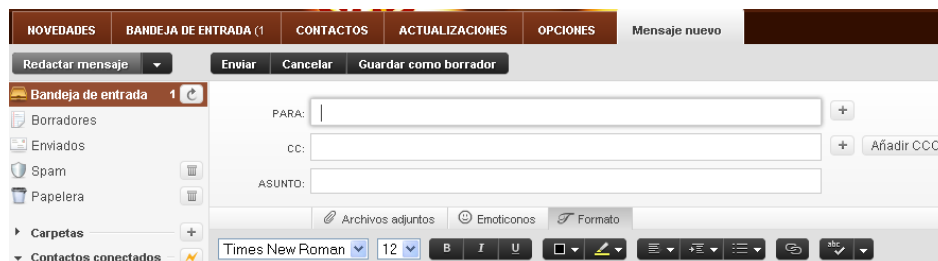 NOVEDADES BANDEJA DE ENTRADA (1 CONTACTOS ACTUALIZACIONES OPCIONES Mensaje nuevo
Redactar mensaje Enviar Cancelar Guardar como borrador
Bandeja de entrada 1
Borradores
Enviados
Spam
Papelera
Carpetas
Contactos conectados
PARA:
CC: Añadir CCO
ASUNTO:
Archivos adjuntos Emoticonos Formato
Times New Roman 12 B I U abc